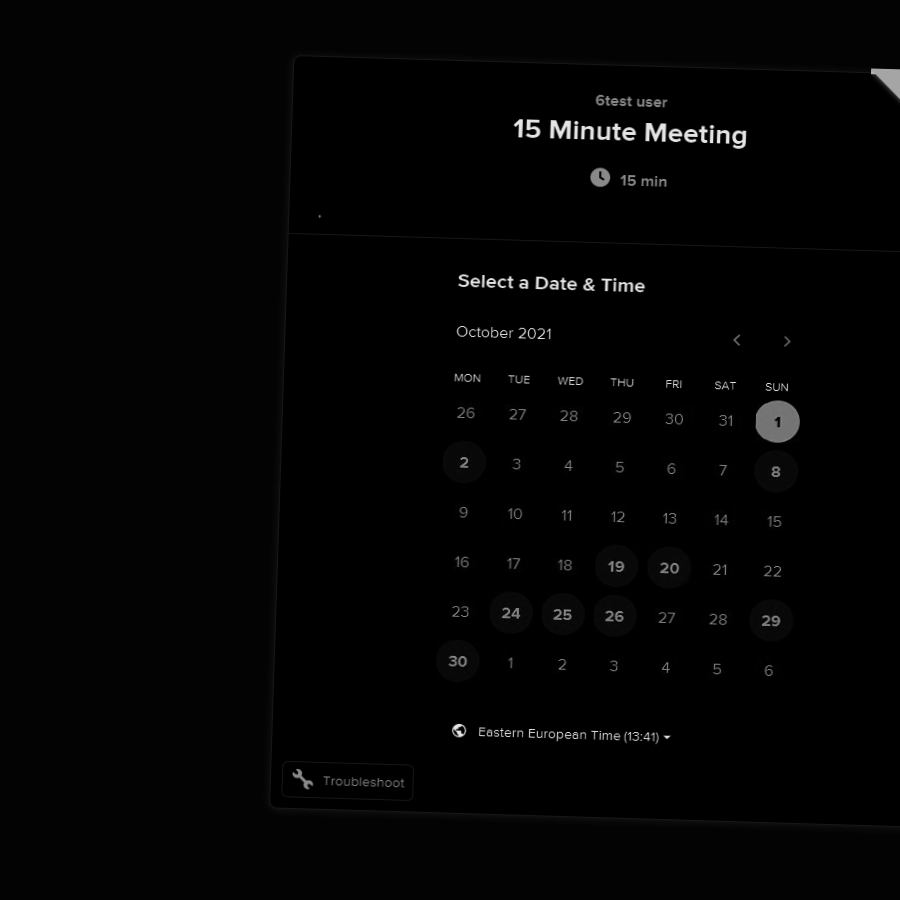 6test user
15 Minute Meeting
15 min
Select a Date & Time
October 2021
MON TUE WED THU FRI SAT SUN
26 27 28 29 30 31 1
2 3 4 5 6 7 8
9 10 11 12 13 14 15
16 17 18 19 20 21 22
23 24 25 26 27 28 29
30 1 2 3 4 5 6
Eastern European Time (13:41)
Troubleshoot